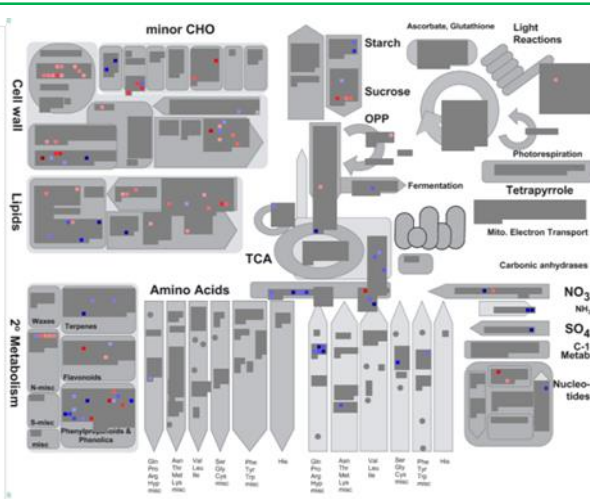 minor CHO
Ascorbate, Glutathione
Light
Reactions
Starch
Cell wall
Sucrose
OPP
Photorespiration
Lipids
Fermentation
Tetrapyrrole
Mito. Electron Transport
TCA
Carbonic anhydrases
Amino Acids
NO3
NH3
SO4
C-1
Metab
Nucleo-
tides
2º Metabolism
Waxes
Terpenes
N-misc
Flavonoids
S-misc
Phenylpropanoids &
Phenolics
misc
Gln
Pro
Arg
Hyp
misc
Asn
Thr
Met
Lys
misc
Val
Leu
Ile
Ser
Gly
Cys
misc
Phe
Tyr
Trp
misc
His
Gln
Pro
Arg
Hyp
misc
Asn
Thr
Met
Lys
misc
Val
Leu
Ile
Ser
Gly
Cys
misc
Phe
Tyr
Trp
misc
His